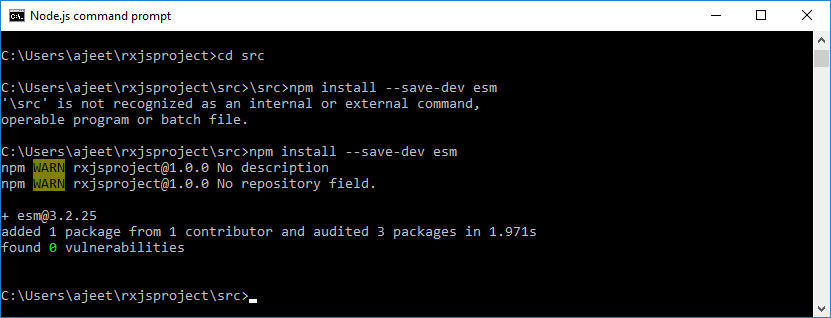 Node.js command prompt
C:\Users\ajeet\rxjsproject>cd src
C:\Users\ajeet\rxjsproject\src>\src>npm install --save-dev esm
'\src' is not recognized as an internal or external command,
operable program or batch file.
C:\Users\ajeet\rxjsproject\src>npm install --save-dev esm
npm WARN rxjsproject@1.0.0 No description
npm WARN rxjsproject@1.0.0 No repository field.
+ esm@3.2.25
added 1 package from 1 contributor and audited 3 packages in 1.971s
found 0 vulnerabilities
C:\Users\ajeet\rxjsproject\src>